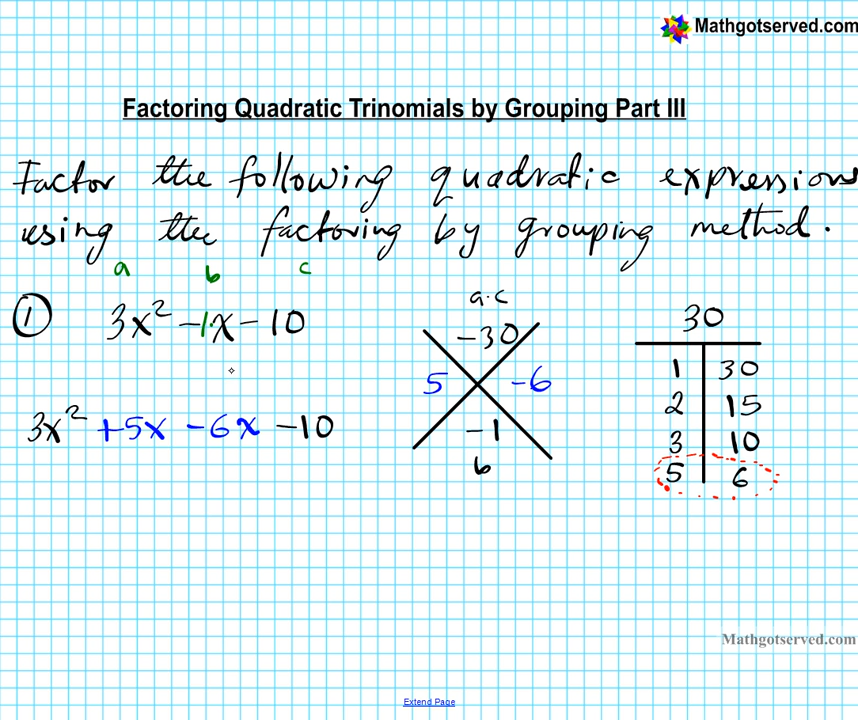 Mathgotserved.com
Factoring Quadratic Trinomials by Grouping Part III
Factor the following quadratic expressions
using the factoring by grouping method.
a b c
① 3x² -1x - 10
a.c
-30
5 -6
-1
b
30
1 30
2 15
3 10
5 6
3x² +5x -6x -10
Mathgotserved.com
Extend Page